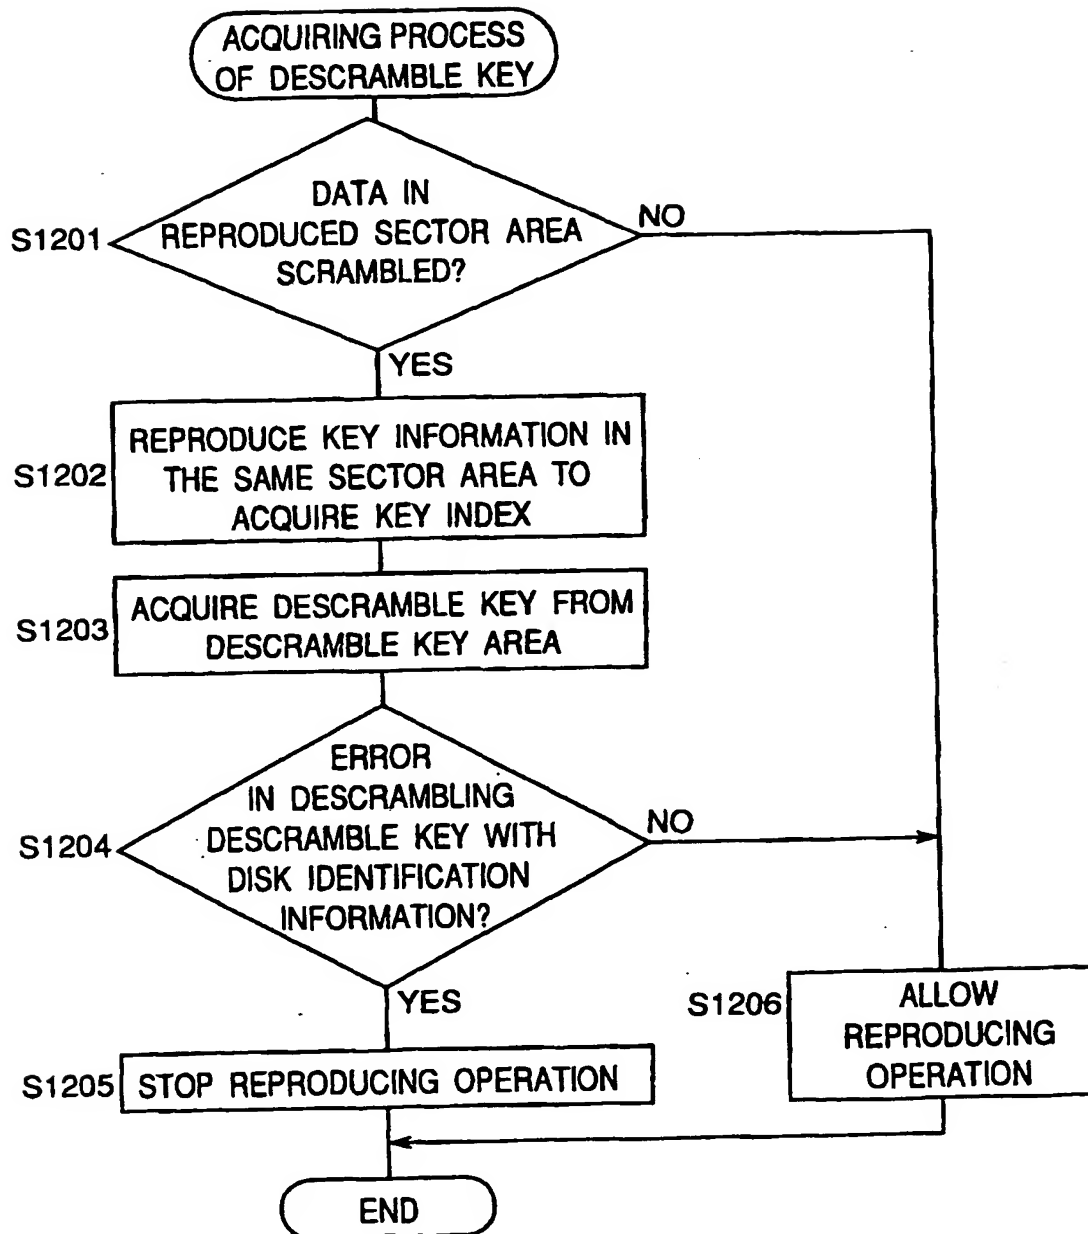 ACQUIRING PROCESS
OF DESCRAMBLE KEY
DATA IN
REPRODUCED SECTOR AREA
SCRAMBLED?
S1201
NO
YES
REPRODUCE KEY INFORMATION IN
THE SAME SECTOR AREA TO
ACQUIRE KEY INDEX
S1202
ACQUIRE DESCRAMBLE KEY FROM
DESCRAMBLE KEY AREA
S1203
ERROR
IN DESCRAMBLING
DESCRAMBLE KEY WITH
DISK IDENTIFICATION
INFORMATION?
S1204
NO
YES
S1205
STOP REPRODUCING OPERATION
S1206
ALLOW
REPRODUCING
OPERATION
END